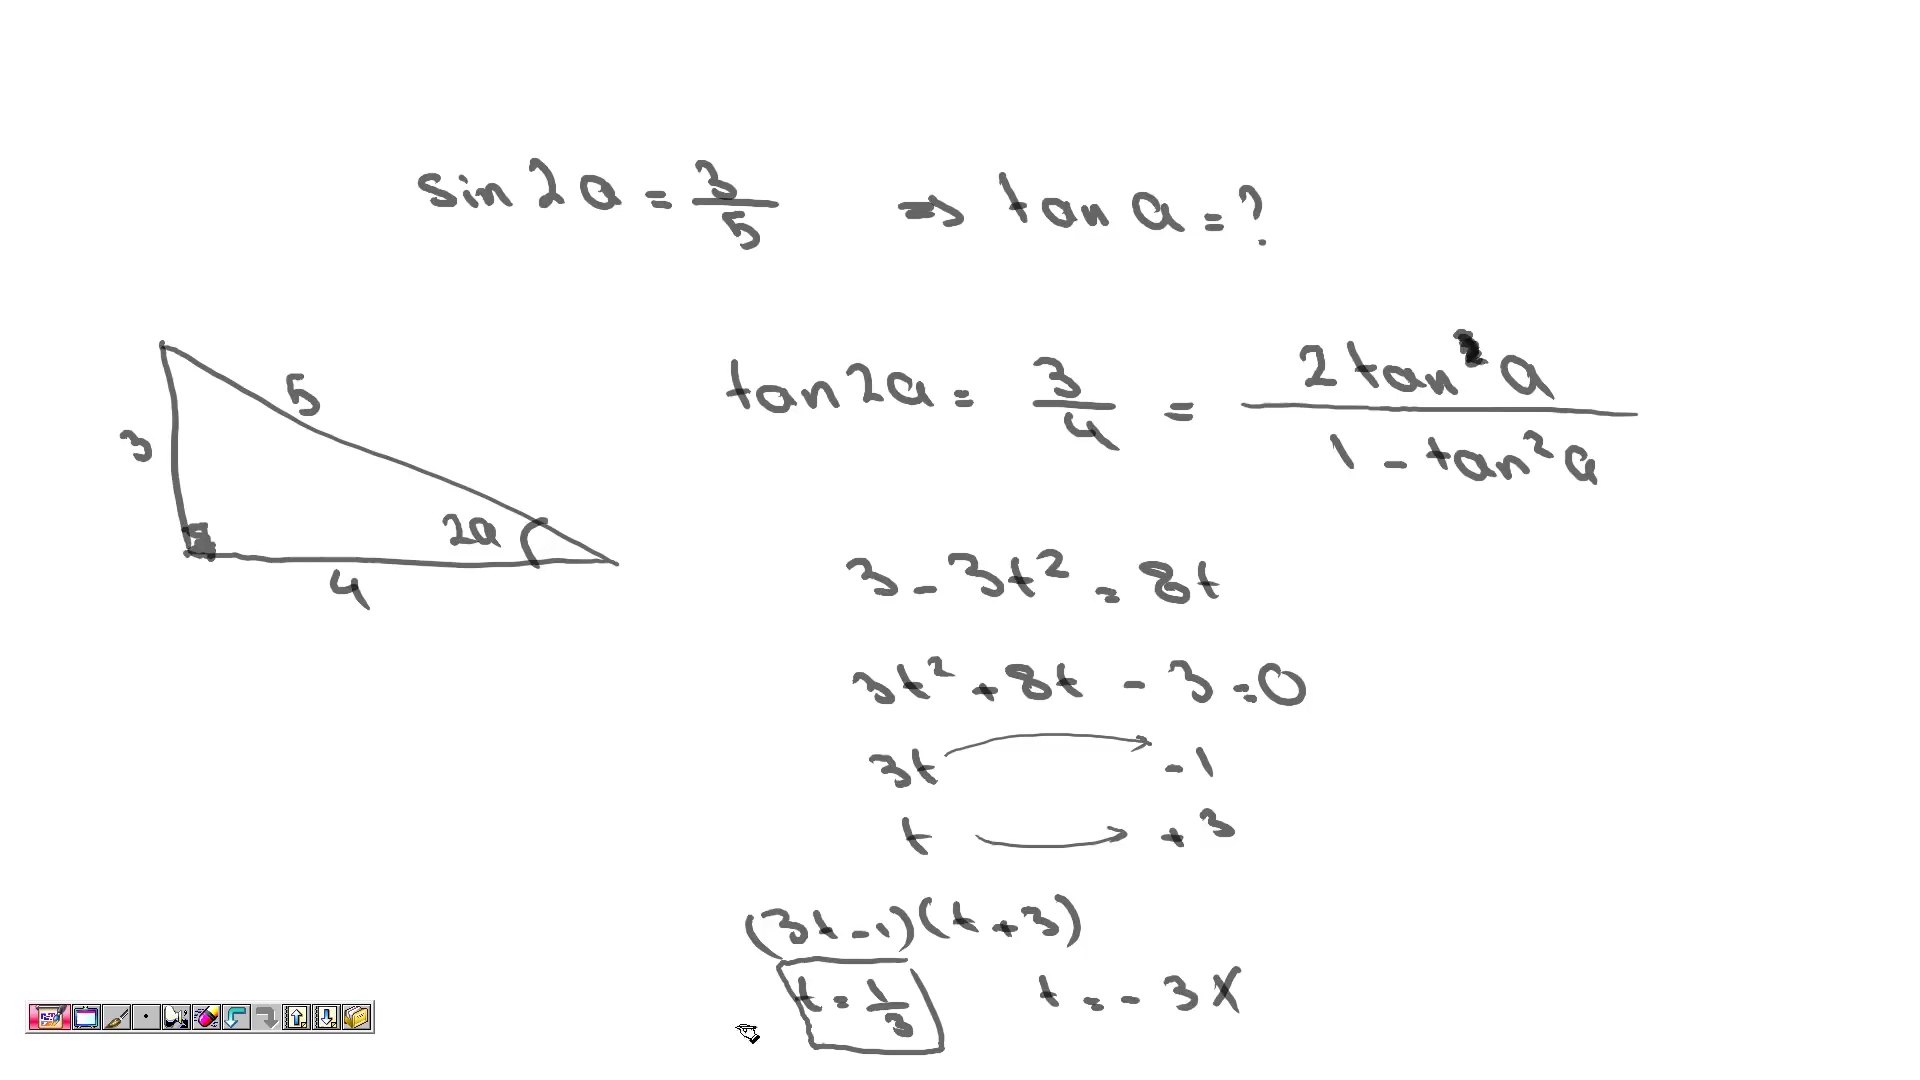 sin 2a = 3/5 ⇒ tan a = ?
5
3
2a
4
tan 2a = 3/4 = 2 tan a / 1 - tan² a
3 - 3t² = 8t
3t² + 8t - 3 = 0
3t → -1
t → +3
(3t-1)(t+3)
t = 1/3 t = -3 X